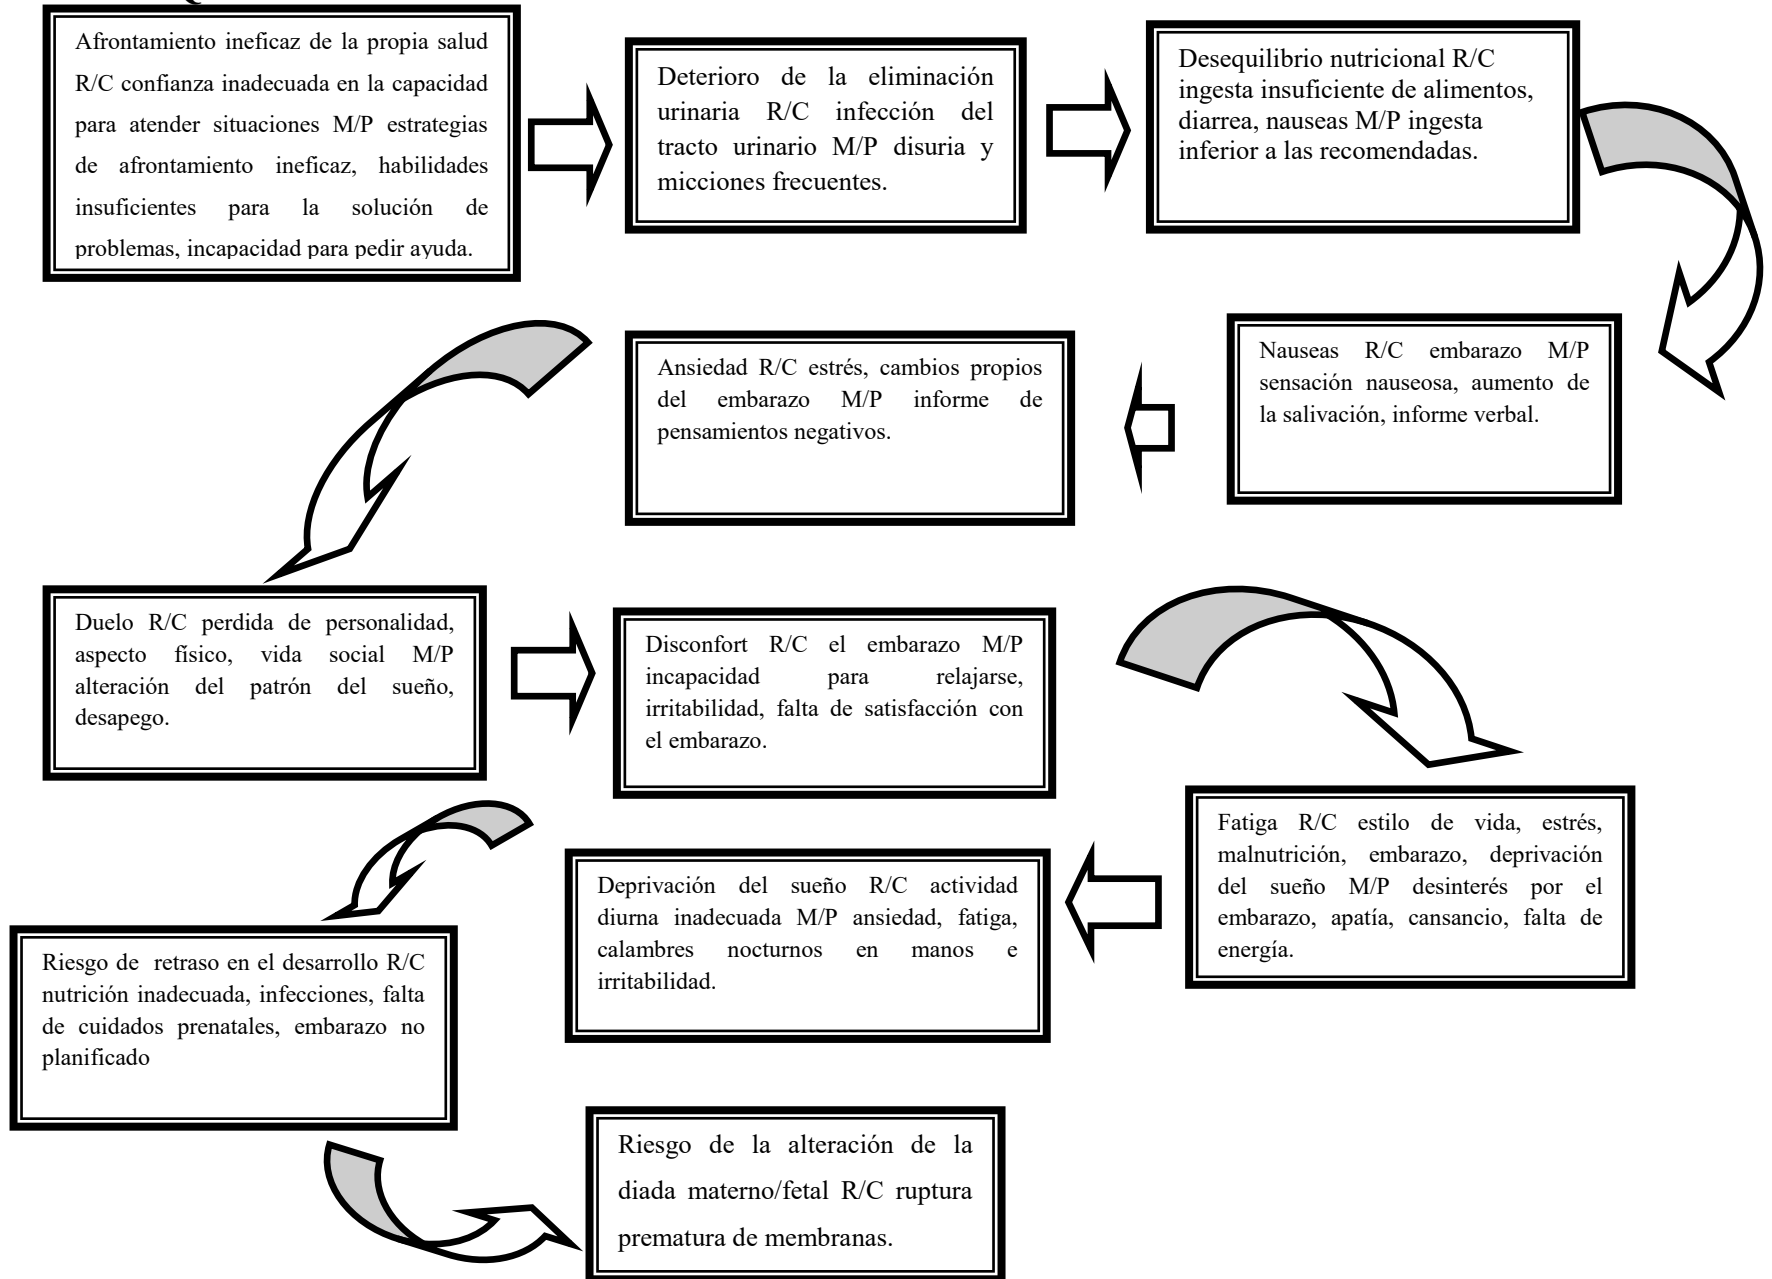 Afrontamiento ineficaz de la propia salud
R/C confianza inadecuada en la capacidad
para atender situaciones M/P estrategias
de afrontamiento ineficaz, habilidades
insuficientes para la solución de
problemas, incapacidad para pedir ayuda.
Deterioro de la eliminación
urinaria R/C infección del
tracto urinario M/P disuria y
micciones frecuentes.
Desequilibrio nutricional R/C
ingesta insuficiente de alimentos,
diarrea, nauseas M/P ingesta
inferior a las recomendadas.
Nauseas R/C embarazo M/P
sensación nauseosa, aumento de
la salivación, informe verbal.
Ansiedad R/C estrés, cambios propios
del embarazo M/P informe de
pensamientos negativos.
Duelo R/C perdida de personalidad,
aspecto físico, vida social M/P
alteración del patrón del sueño,
desapego.
Disconfort R/C el embarazo M/P
incapacidad para relajarse,
irritabilidad, falta de satisfacción con
el embarazo.
Fatiga R/C estilo de vida, estrés,
malnutrición, embarazo, deprivación
del sueño M/P desinterés por el
embarazo, apatía, cansancio, falta de
energía.
Deprivación del sueño R/C actividad
diurna inadecuada M/P ansiedad, fatiga,
calambres nocturnos en manos e
irritabilidad.
Riesgo de retraso en el desarrollo R/C
nutrición inadecuada, infecciones, falta
de cuidados prenatales, embarazo no
planificado
Riesgo de la alteración de la
diada materno/fetal R/C ruptura
prematura de membranas.